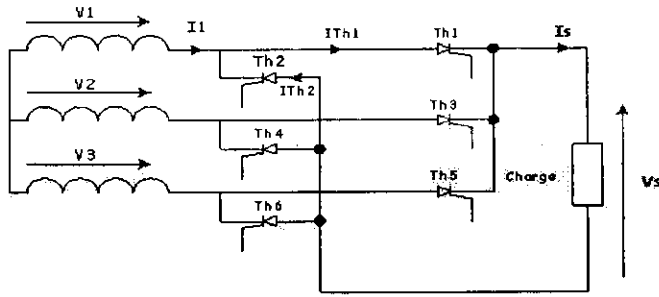 V1
I1
ITh1
Th1
Is
Th2
ITh2
V2
Th3
Th4
V3
Th5
Charge
Vs
Th6